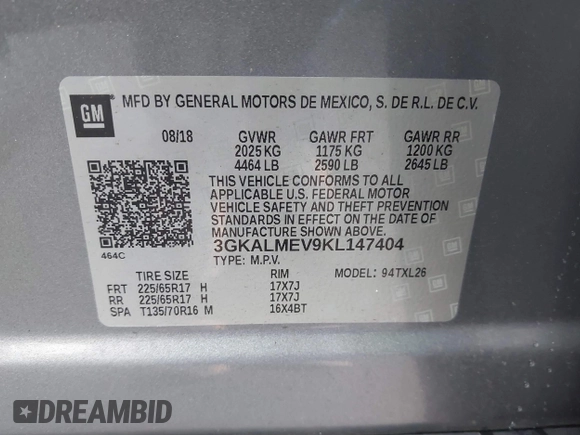 GM
MFD BY GENERAL MOTORS DE MEXICO, S. DE R.L. DE C.V.
08/18 GVWR GAWR FRT GAWR RR
2025 KG 1175 KG 1200 KG
4464 LB 2590 LB 2645 LB
THIS VEHICLE CONFORMS TO ALL
APPLICABLE U.S. FEDERAL MOTOR
VEHICLE SAFETY AND THEFT PREVENTION
STANDARDS IN EFFECT ON THE DATE OF
MANUFACTURE SHOWN ABOVE.
3GKALMEV9KL147404
464C
TYPE: M.P.V.
TIRE SIZE RIM MODEL: 94TXL26
FRT 225/65R17 H 17X7J
RR 225/65R17 H 17X7J
SPA T135/70R16 M 16X4BT
DREAMBID